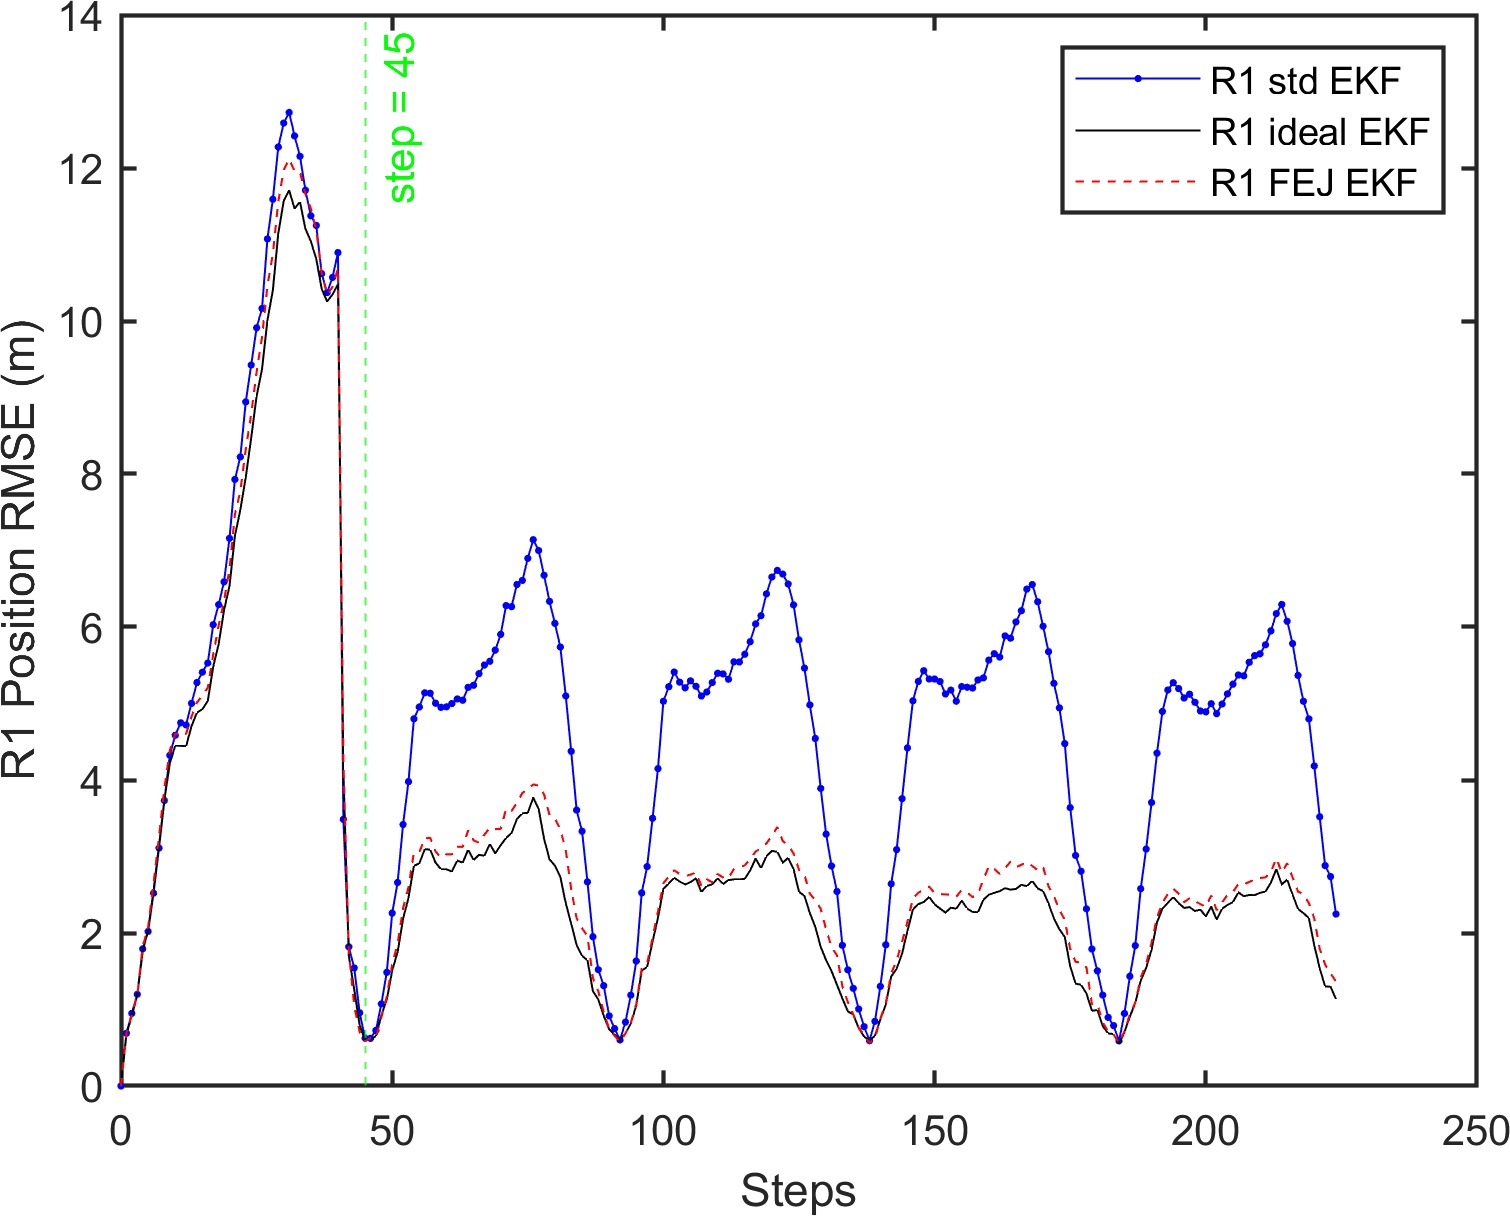 14
12
10
8
6
4
2
0
R1 Position RMSE (m)
step = 45
R1 std EKF
R1 ideal EKF
R1 FEJ EKF
0 50 100 150 200 250
Steps